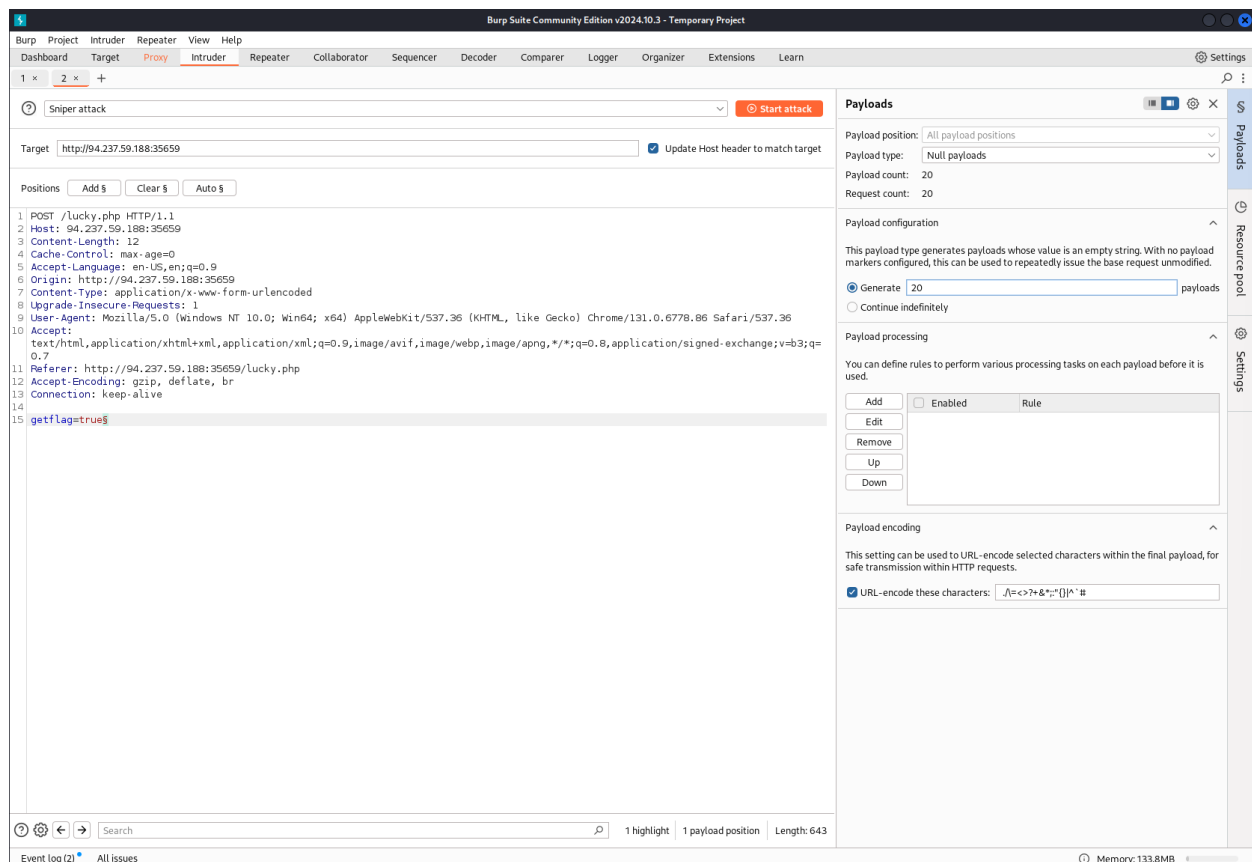 Burp Suite Community Edition v2024.10.3 - Temporary Project
Burp Project Intruder Repeater View Help
Dashboard Target Proxy Intruder Repeater Collaborator Sequencer Decoder Comparer Logger Organizer Extensions Learn Settings
1 × 2 × +
Sniper attack Start attack
Target http://94.237.59.188:35659 Update Host header to match target
Positions Add § Clear § Auto §
1 POST /lucky.php HTTP/1.1
2 Host: 94.237.59.188:35659
3 Content-Length: 12
4 Cache-Control: max-age=0
5 Accept-Language: en-US,en;q=0.9
6 Origin: http://94.237.59.188:35659
7 Content-Type: application/x-www-form-urlencoded
8 Upgrade-Insecure-Requests: 1
9 User-Agent: Mozilla/5.0 (Windows NT 10.0; Win64; x64) AppleWebKit/537.36 (KHTML, like Gecko) Chrome/131.0.6778.86 Safari/537.36
10 Accept:
text/html,application/xhtml+xml,application/xml;q=0.9,image/avif,image/webp,image/apng,*/*;q=0.8,application/signed-exchange;v=b3;q=
0.7
11 Referer: http://94.237.59.188:35659/lucky.php
12 Accept-Encoding: gzip, deflate, br
13 Connection: keep-alive
14
15 getflag=true§
Search 1 highlight 1 payload position Length: 643
Payloads
Payload position: All payload positions
Payload type: Null payloads
Payload count: 20
Request count: 20
Payload configuration
This payload type generates payloads whose value is an empty string. With no payload
markers configured, this can be used to repeatedly issue the base request unmodified.
Generate 20 payloads
Continue indefinitely
Payload processing
You can define rules to perform various processing tasks on each payload before it is
used.
Add Enabled Rule
Edit
Remove
Up
Down
Payload encoding
This setting can be used to URL-encode selected characters within the final payload, for
safe transmission within HTTP requests.
URL-encode these characters: ./\=<>?+&*;:"{}|^`#
§ Payloads
Resource pool
Settings
Event log (2) All issues Memory: 133.8MB